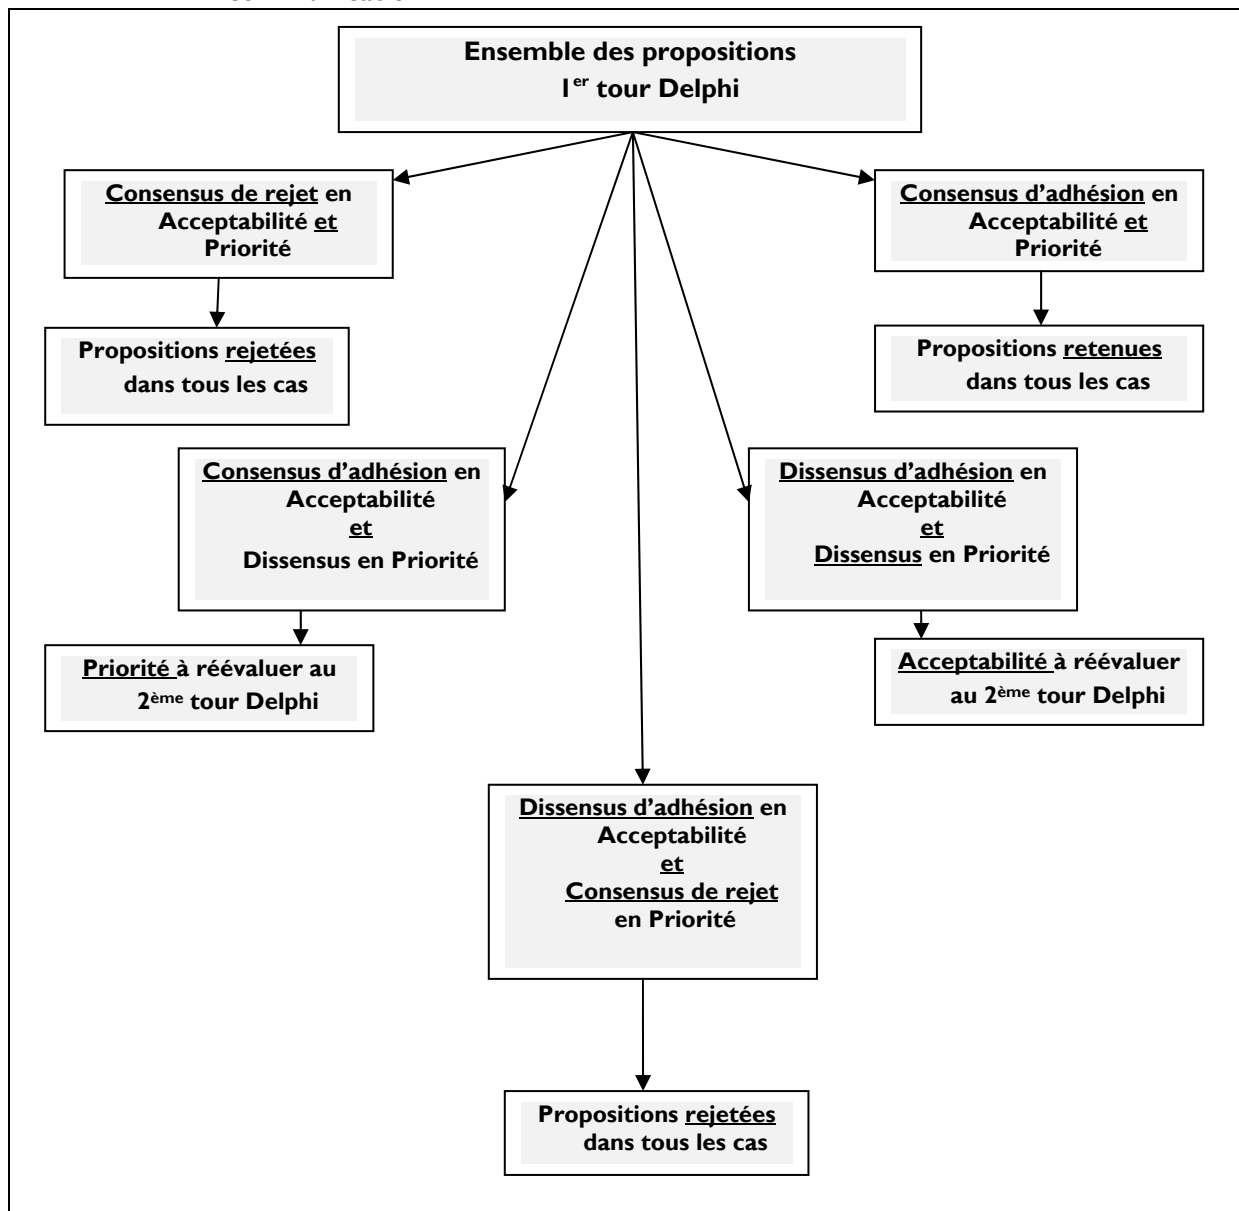 Ensemble des propositions
1er tour Delphi
Consensus de rejet en
Acceptabilité et
Priorité
Consensus d'adhésion en
Acceptabilité et
Priorité
Propositions rejetées
dans tous les cas
Propositions retenues
dans tous les cas
Consensus d'adhésion en
Acceptabilité
et
Dissensus en Priorité
Dissensus d'adhésion en
Acceptabilité
et
Dissensus en Priorité
Priorité à réévaluer au
2ème tour Delphi
Acceptabilité à réévaluer
au 2ème tour Delphi
Dissensus d'adhésion en
Acceptabilité
et
Consensus de rejet
en Priorité
Propositions rejetées
dans tous les cas